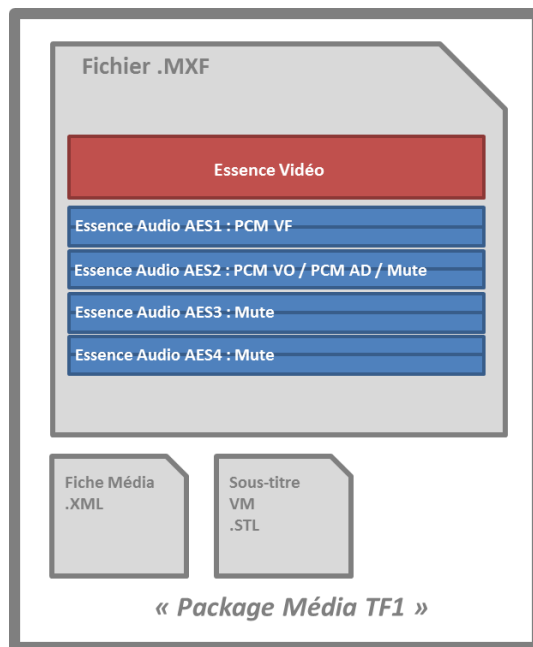 Fichier .MXF
Essence Vidéo
Essence Audio AES1 : PCM VF
Essence Audio AES2 : PCM VO / PCM AD / Mute
Essence Audio AES3 : Mute
Essence Audio AES4 : Mute
Fiche Média
.XML
Sous-titre
VM
.STL
« Package Média TF1 »